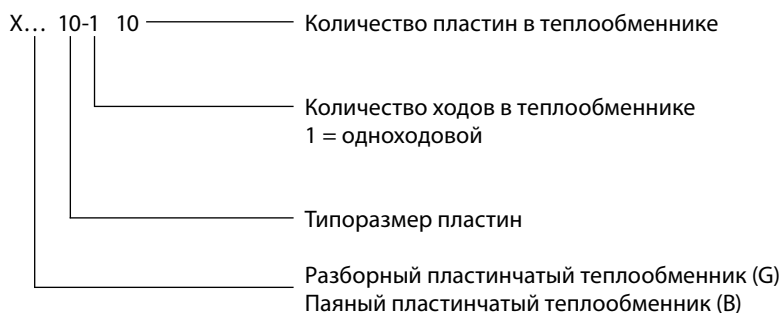 X... 10-1 10 Количество пластин в теплообменнике
Количество ходов в теплообменнике
1 = одноходовой
Типоразмер пластин
Разборный пластинчатый теплообменник (G)
Паяный пластинчатый теплообменник (B)